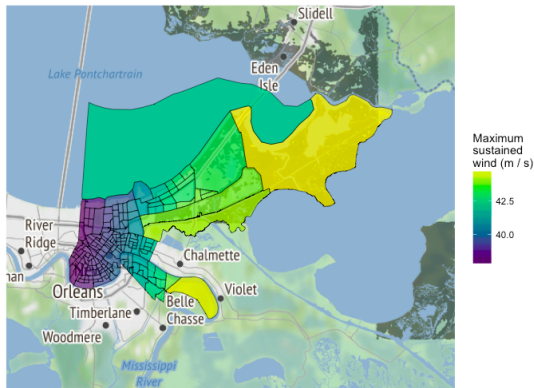 Slidell
Eden
Isle
Lake Pontchartrain
Maximum
sustained
wind (m / s)
42.5
40.0
River
Ridge
nan
Chalmette
Orleans
Violet
Belle
Chasse
Timberlane
Woodmere
Mississippi
River